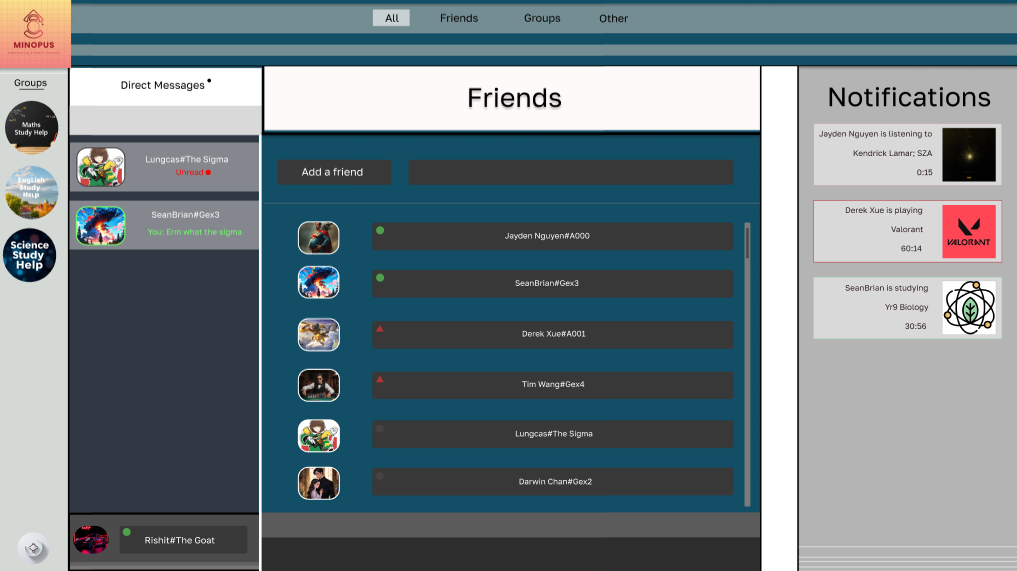 All
Friends
Groups
Other
MINOPUS
Groups
Maths
Study Help
English
Study
Help
Science
Study
Help
Direct Messages
Lungcas#The Sigma
Unread
SeanBrian#Gex3
You: Erm what the sigma
Rishit#The Goat
Friends
Add a friend
Jayden Nguyen#A000
SeanBrian#Gex3
Derek Xue#A001
Tim Wang#Gex4
Lungcas#The Sigma
Darwin Chan#Gex2
Notifications
Jayden Nguyen is listening to
Kendrick Lamar; SZA
0:15
Derek Xue is playing
Valorant
60:14
VALORANT
SeanBrian is studying
Yr9 Biology
30:56